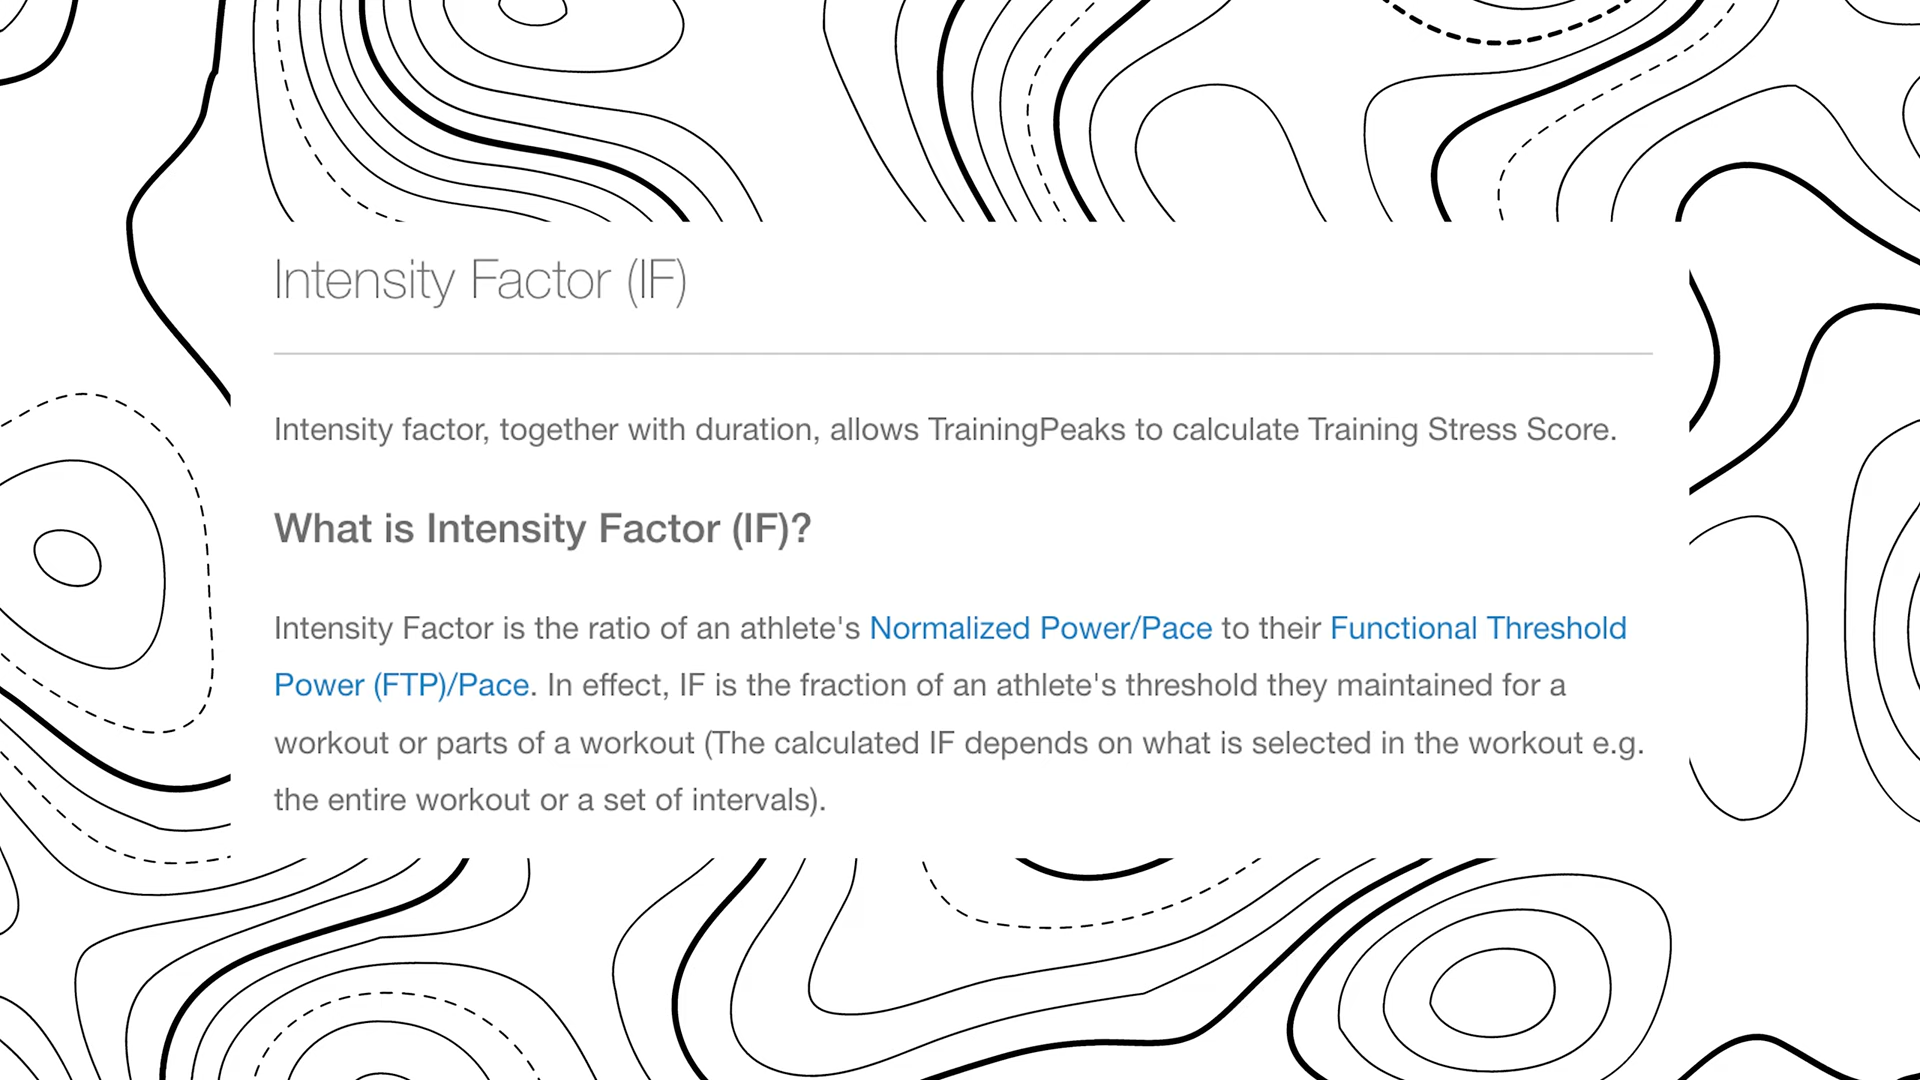 Intensity Factor (IF)
Intensity factor, together with duration, allows TrainingPeaks to calculate Training Stress Score.
What is Intensity Factor (IF)?
Intensity Factor is the ratio of an athlete's Normalized Power/Pace to their Functional Threshold
Power (FTP)/Pace. In effect, IF is the fraction of an athlete's threshold they maintained for a
workout or parts of a workout (The calculated IF depends on what is selected in the workout e.g.
the entire workout or a set of intervals).